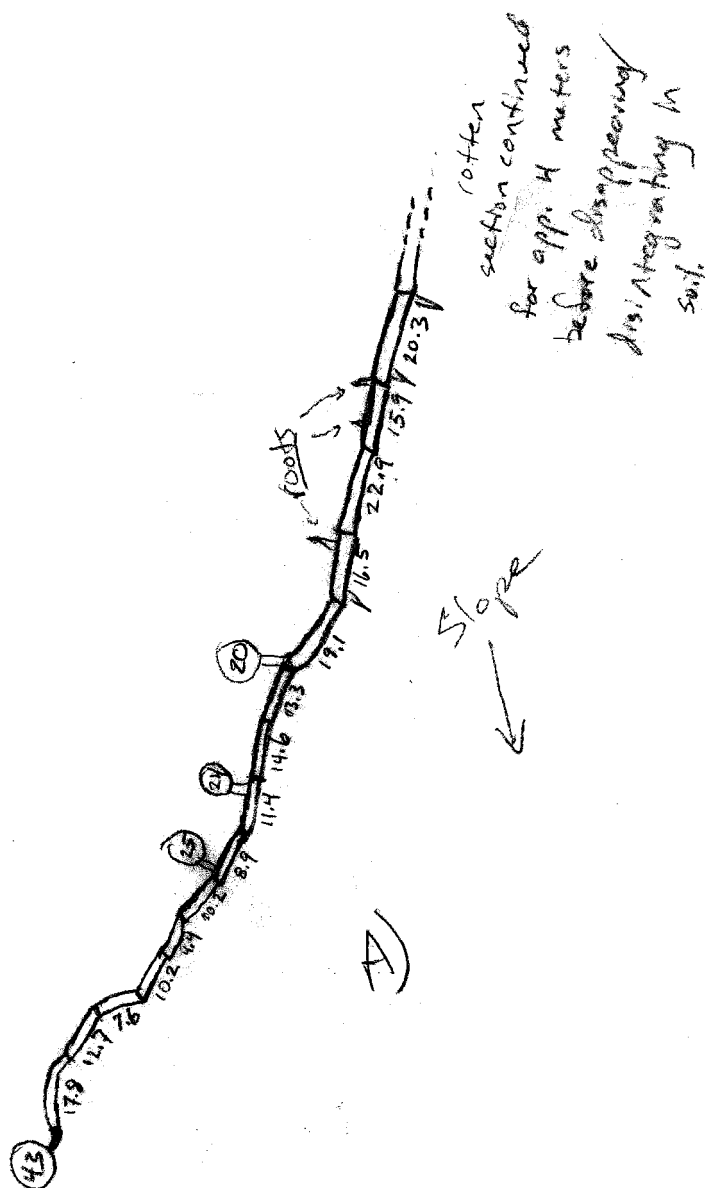 rotten
section continued
for app. 4 meters
before disappearing/
disintegrating in
soil.
roots
Slope
A)
43
17.8
12.7
7.6
10.2
10.2
25
8.9
11.4
24
14.6
13.3
20
19.1
16.5
22.9
15.9
20.3